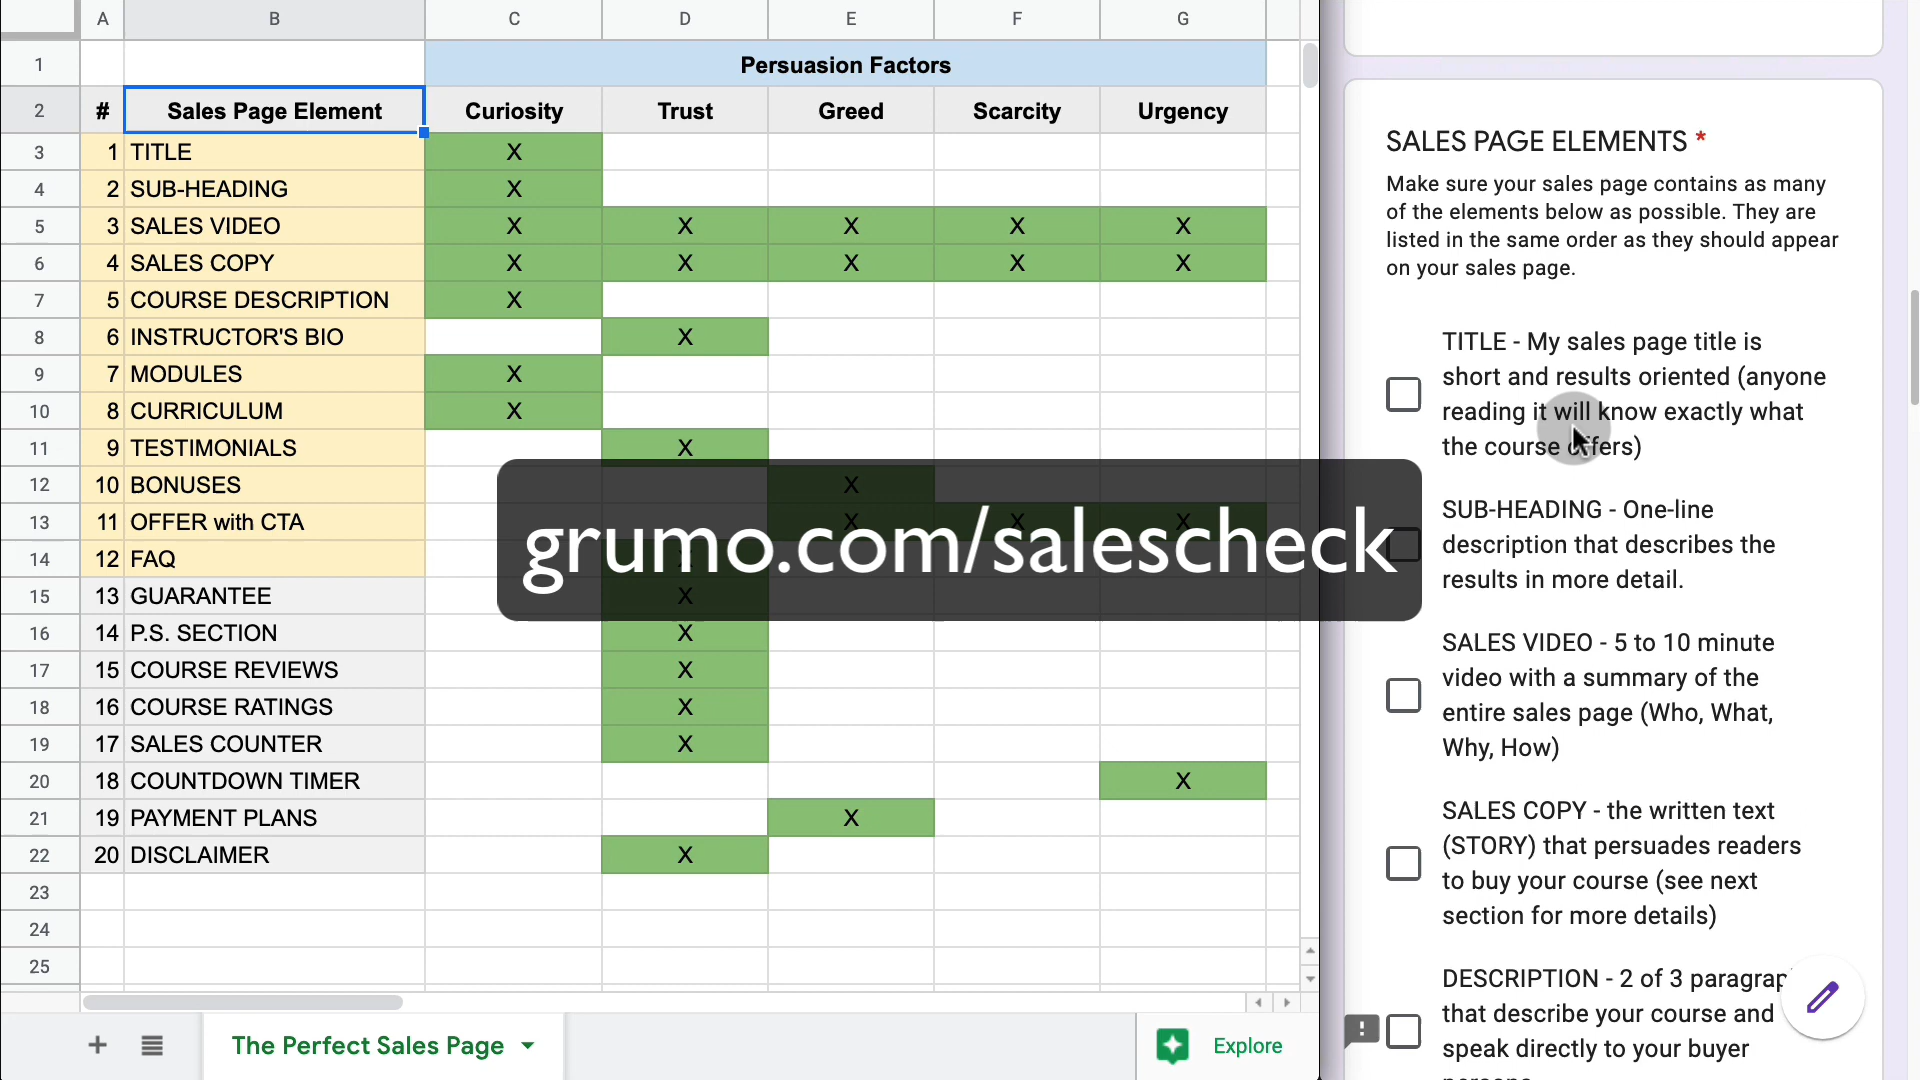 A B C D E F G
1 Persuasion Factors
2 # Sales Page Element Curiosity Trust Greed Scarcity Urgency
3 1 TITLE X
4 2 SUB-HEADING X
5 3 SALES VIDEO X X X X X
6 4 SALES COPY X X X X X
7 5 COURSE DESCRIPTION X
8 6 INSTRUCTOR'S BIO X
9 7 MODULES X
10 8 CURRICULUM X
11 9 TESTIMONIALS X
12 10 BONUSES X
13 11 OFFER with CTA X X X
14 12 FAQ X
15 13 GUARANTEE X
16 14 P.S. SECTION X
17 15 COURSE REVIEWS X
18 16 COURSE RATINGS X
19 17 SALES COUNTER X
20 18 COUNTDOWN TIMER X
21 19 PAYMENT PLANS X
22 20 DISCLAIMER X
23
24
25
The Perfect Sales Page
Explore
grumo.com/salescheck
SALES PAGE ELEMENTS *
Make sure your sales page contains as many
of the elements below as possible. They are
listed in the same order as they should appear
on your sales page.
TITLE - My sales page title is
short and results oriented (anyone
reading it will know exactly what
the course offers)
SUB-HEADING - One-line
description that describes the
results in more detail.
SALES VIDEO - 5 to 10 minute
video with a summary of the
entire sales page (Who, What,
Why, How)
SALES COPY - the written text
(STORY) that persuades readers
to buy your course (see next
section for more details)
DESCRIPTION - 2 of 3 paragrap
that describe your course and
speak directly to your buyer